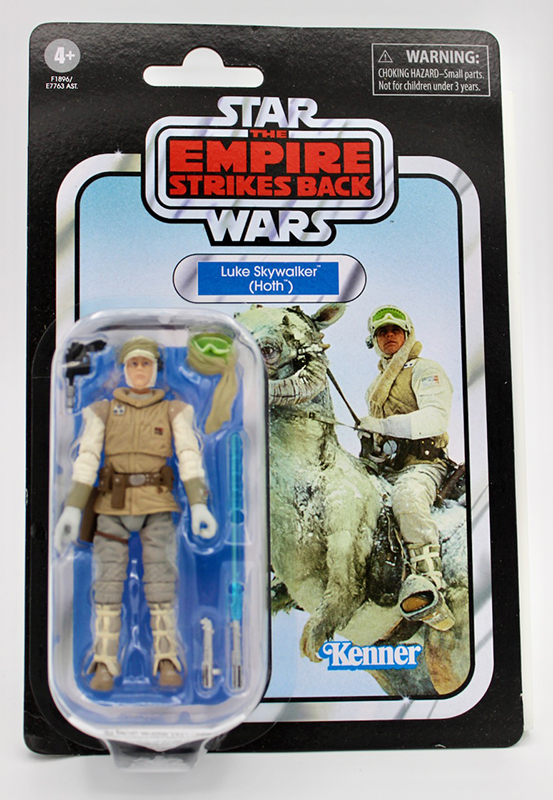 4+
F1896/
E7763 AST.
⚠ WARNING:
CHOKING HAZARD–Small parts.
Not for children under 3 years.
STAR
THE
EMPIRE
STRIKES BACK
WARS
Luke Skywalker™
(Hoth™)
Kenner